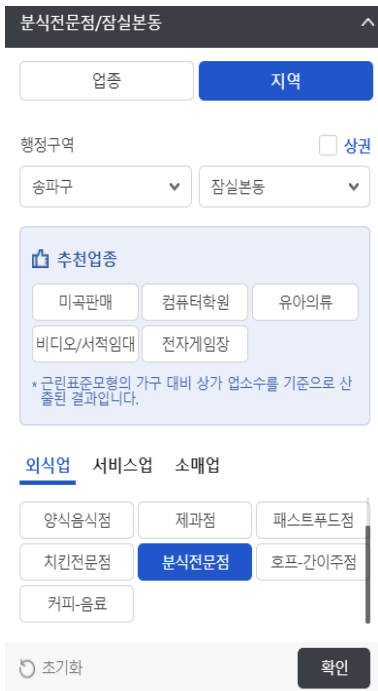 분식전문점/잠실본동
업종 지역
행정구역 상권
송파구 잠실본동
추천업종
미곡판매 컴퓨터학원 유아의류
비디오/서적임대 전자게임장
* 근린표준모형의 가구 대비 상가 업소수를 기준으로 산
출된 결과입니다.
외식업 서비스업 소매업
양식음식점 제과점 패스트푸드점
치킨전문점 분식전문점 호프-간이주점
커피-음료
초기화 확인